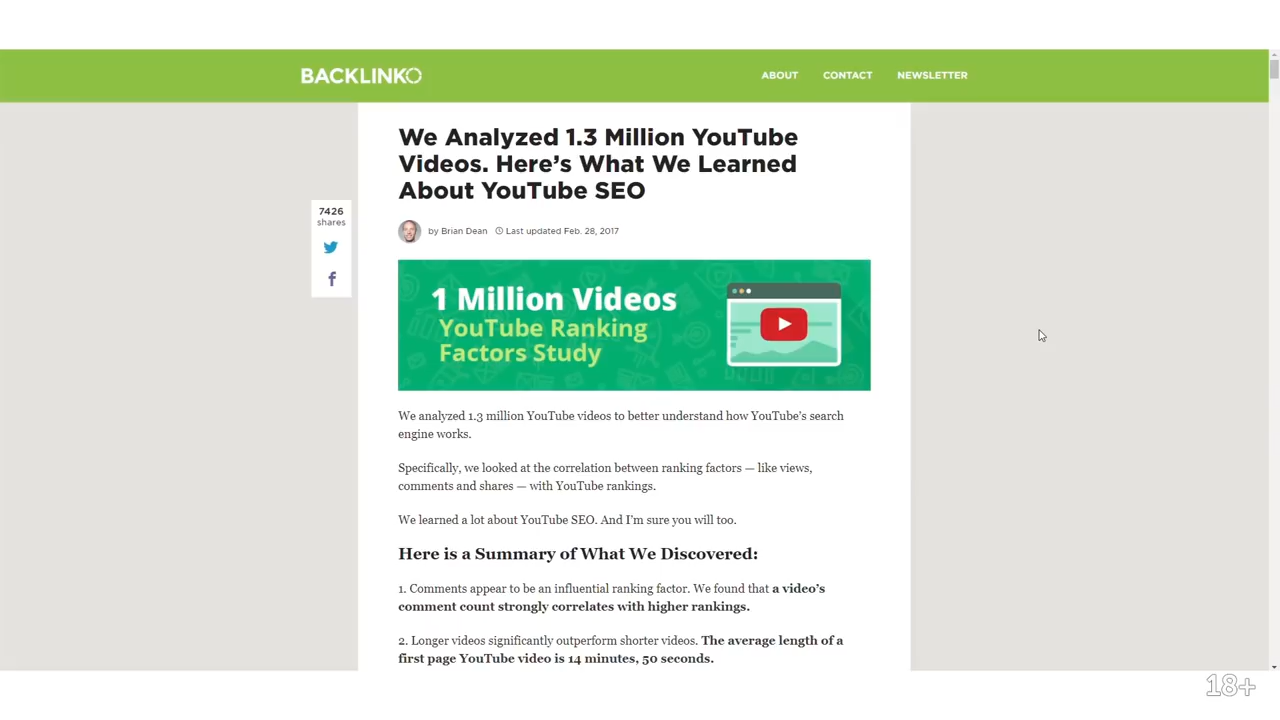 BACKLINKO
ABOUT
CONTACT
NEWSLETTER
We Analyzed 1.3 Million YouTube
Videos. Here’s What We Learned
About YouTube SEO
7426
shares
by Brian Dean
Last updated Feb. 28, 2017
1 Million Videos
YouTube Ranking
Factors Study
We analyzed 1.3 million YouTube videos to better understand how YouTube’s search
engine works.
Specifically, we looked at the correlation between ranking factors — like views,
comments and shares — with YouTube rankings.
We learned a lot about YouTube SEO. And I’m sure you will too.
Here is a Summary of What We Discovered:
1. Comments appear to be an influential ranking factor. We found that a video’s
comment count strongly correlates with higher rankings.
2. Longer videos significantly outperform shorter videos. The average length of a
first page YouTube video is 14 minutes, 50 seconds.
18+